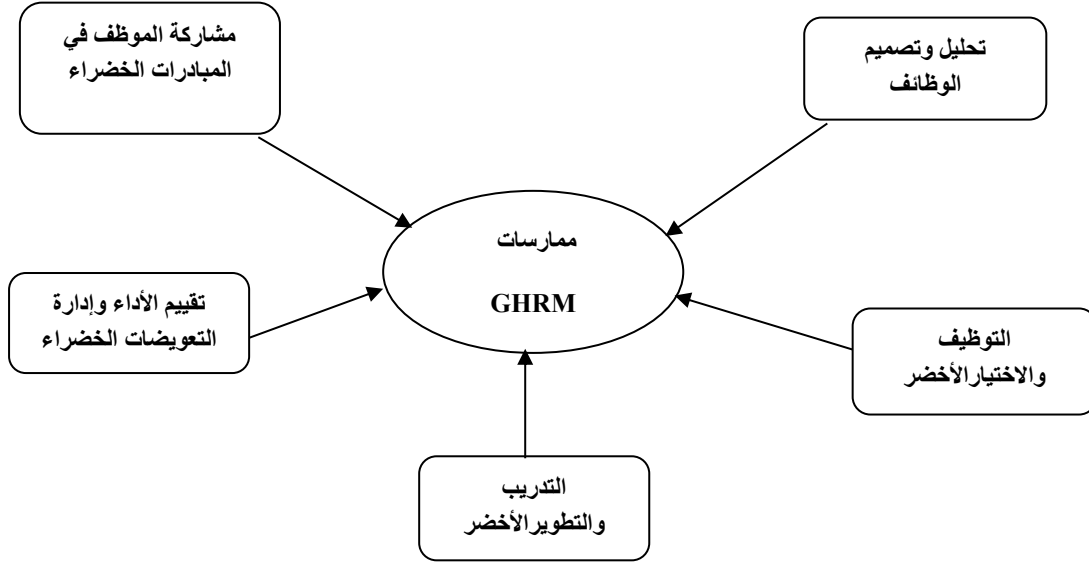 مشاركة الموظف في
المبادرات الخضراء
تحليل وتصميم
الوظائف
ممارسات
GHRM
تقييم الأداء وإدارة
التعويضات الخضراء
التوظيف
والاختيارالأخضر
التدريب
والتطويرالأخضر